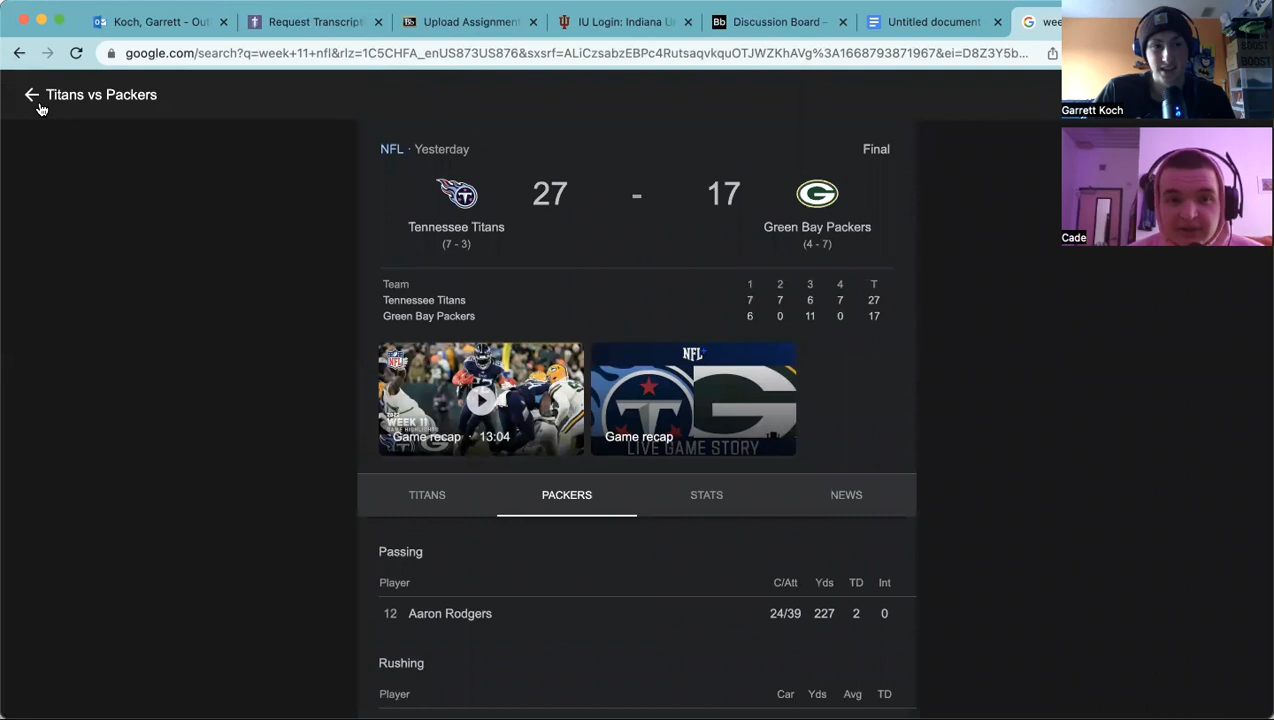 Koch, Garrett - Out
Request Transcript
Upload Assignment
IU Login: Indiana Un
Discussion Board –
Untitled document
wee
google.com/search?q=week+11+nfl&rlz=1C5CHFA_enUS873US876&sxsrf=ALiCzsabzEBPc4RutsaqvkquOTJWZKhAVg%3A1668793871967&ei=D8Z3Y5b...
Titans vs Packers
Garrett Koch
Cade
NFL · Yesterday
Final
27 - 17
Tennessee Titans
(7 - 3)
Green Bay Packers
(4 - 7)
Team 1 2 3 4 T
Tennessee Titans 7 7 6 7 27
Green Bay Packers 6 0 11 0 17
NFL
2022
WEEK 11
GAME HIGHLIGHTS
Game recap · 13:04
NFL+
Game recap
LIVE GAME STORY
TITANS
PACKERS
STATS
NEWS
Passing
Player C/Att Yds TD Int
12 Aaron Rodgers 24/39 227 2 0
Rushing
Player Car Yds Avg TD